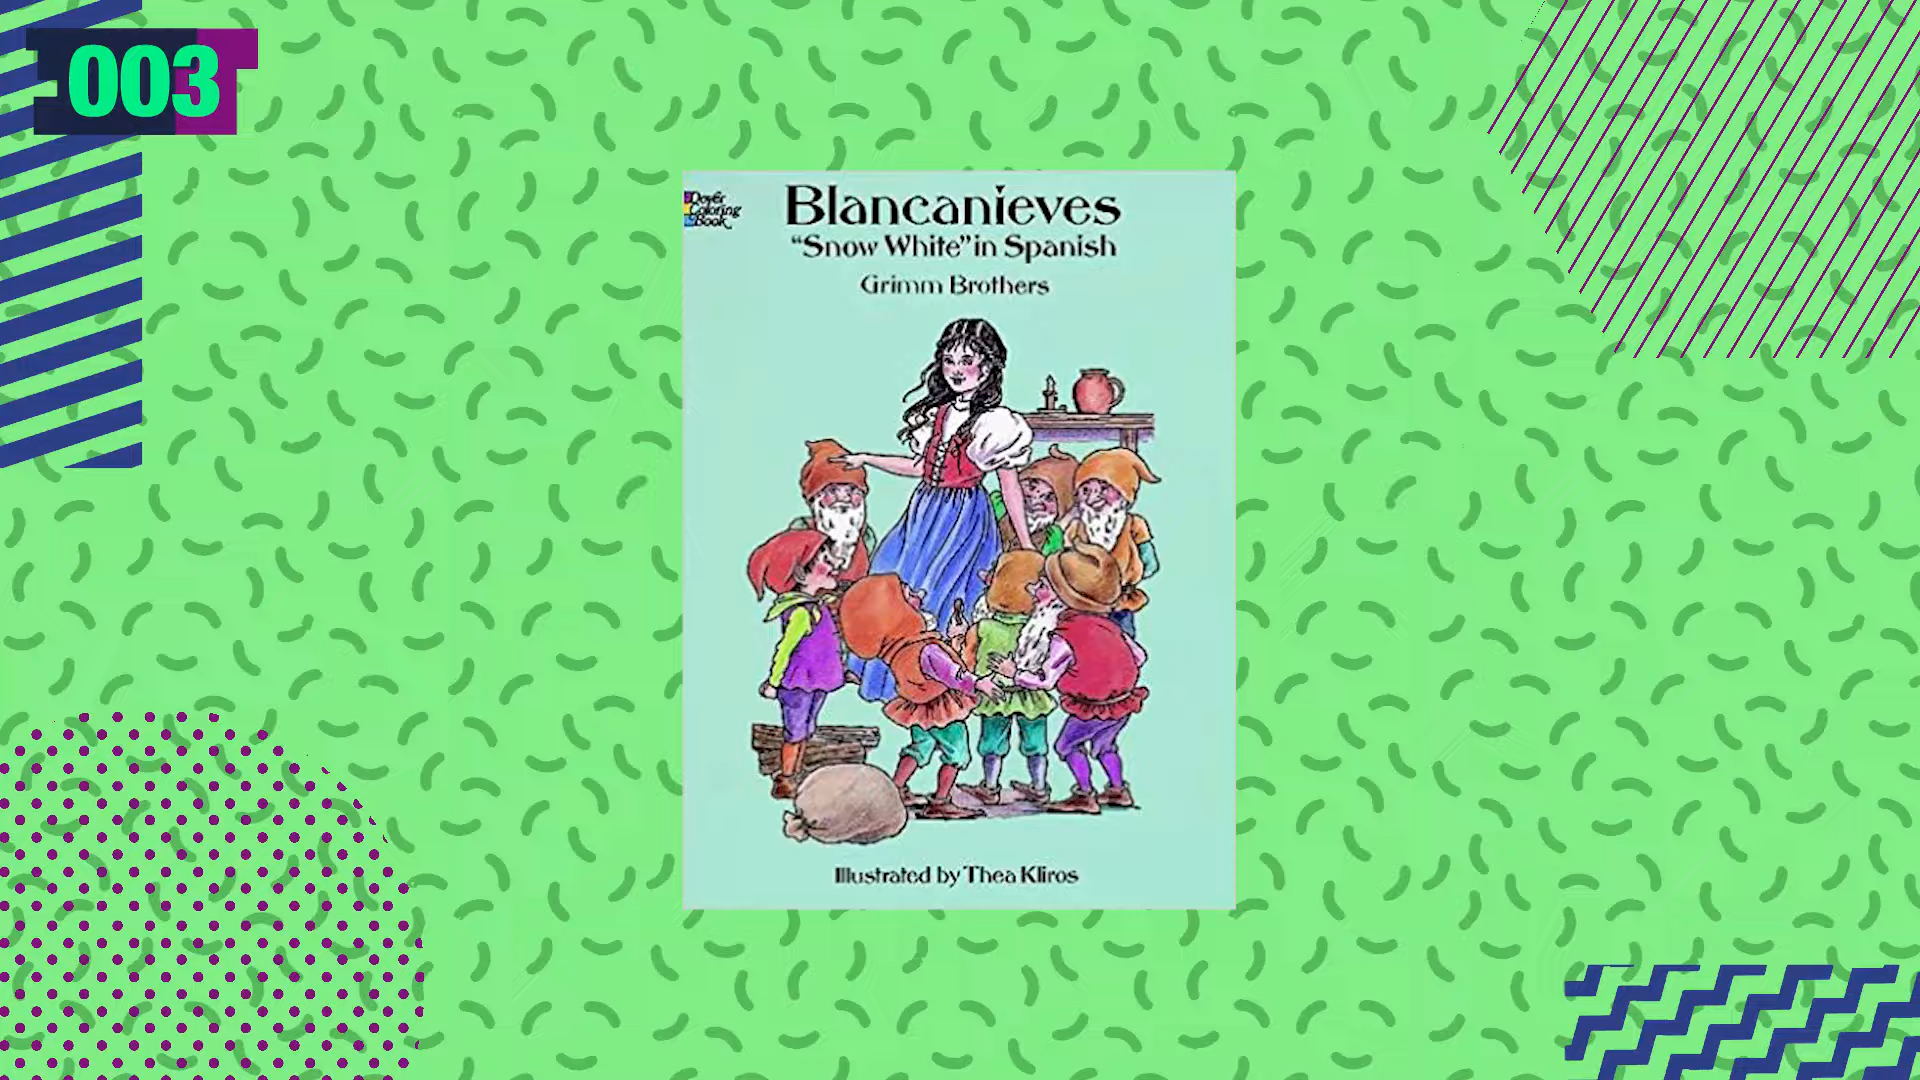 003
Dover
Coloring
Book
Blancanieves
“Snow White” in Spanish
Grimm Brothers
Illustrated by Thea Kliros